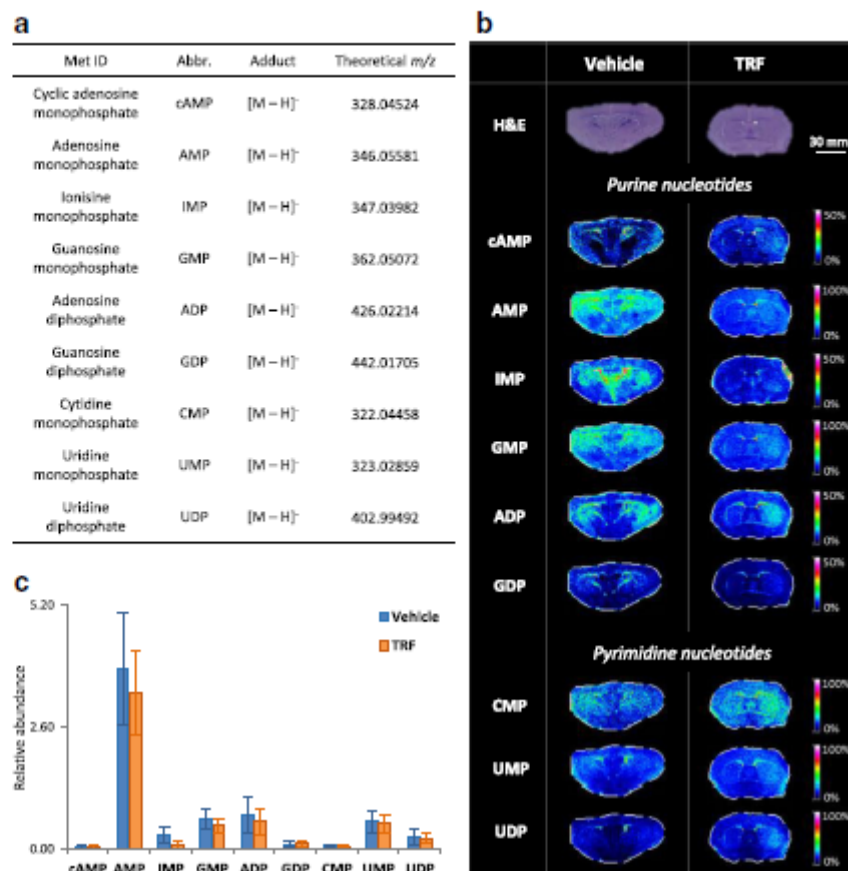 a
Met ID Abbr. Adduct Theoretical m/z
Cyclic adenosine
monophosphate cAMP [M – H]⁻ 328.04524
Adenosine
monophosphate AMP [M – H]⁻ 346.05581
Ionisine
monophosphate IMP [M – H]⁻ 347.03982
Guanosine
monophosphate GMP [M – H]⁻ 362.05072
Adenosine
diphosphate ADP [M – H]⁻ 426.02214
Guanosine
diphosphate GDP [M – H]⁻ 442.01705
Cytidine
monophosphate CMP [M – H]⁻ 322.04458
Uridine
monophosphate UMP [M – H]⁻ 323.02859
Uridine
diphosphate UDP [M – H]⁻ 402.99492
b
Vehicle TRF
H&E
30 mm
Purine nucleotides
cAMP 50% 0%
AMP 100% 0%
IMP 50% 0%
GMP 100% 0%
ADP 50% 0%
GDP 50% 0%
Pyrimidine nucleotides
CMP 100% 0%
UMP 100% 0%
UDP 100% 0%
c
Relative abundance
5.20
2.60
0.00
Vehicle
TRF
cAMP AMP IMP GMP ADP GDP CMP UMP UDP